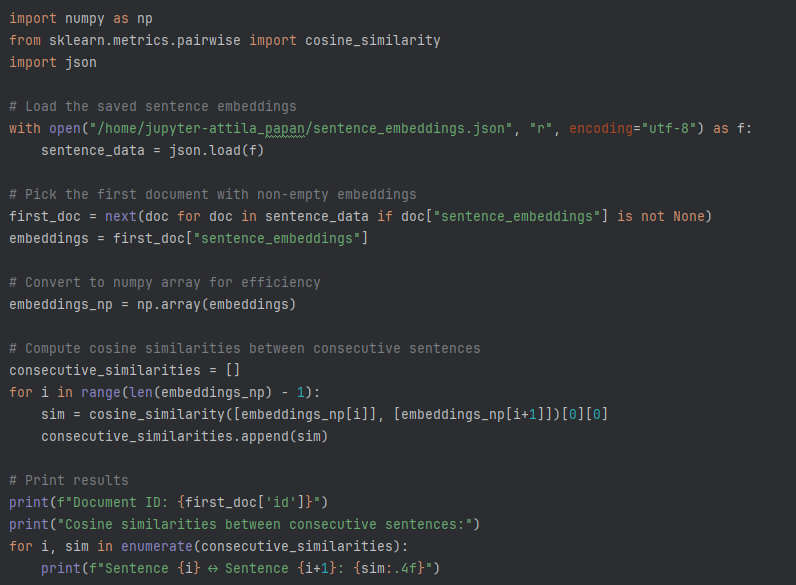 import numpy as np
from sklearn.metrics.pairwise import cosine_similarity
import json

# Load the saved sentence embeddings
with open("/home/jupyter-attila_papan/sentence_embeddings.json", "r", encoding="utf-8") as f:
    sentence_data = json.load(f)

# Pick the first document with non-empty embeddings
first_doc = next(doc for doc in sentence_data if doc["sentence_embeddings"] is not None)
embeddings = first_doc["sentence_embeddings"]

# Convert to numpy array for efficiency
embeddings_np = np.array(embeddings)

# Compute cosine similarities between consecutive sentences
consecutive_similarities = []
for i in range(len(embeddings_np) - 1):
    sim = cosine_similarity([embeddings_np[i]], [embeddings_np[i+1]])[0][0]
    consecutive_similarities.append(sim)

# Print results
print(f"Document ID: {first_doc['id']}")
print("Cosine similarities between consecutive sentences:")
for i, sim in enumerate(consecutive_similarities):
    print(f"Sentence {i} ↔ Sentence {i+1}: {sim:.4f}")